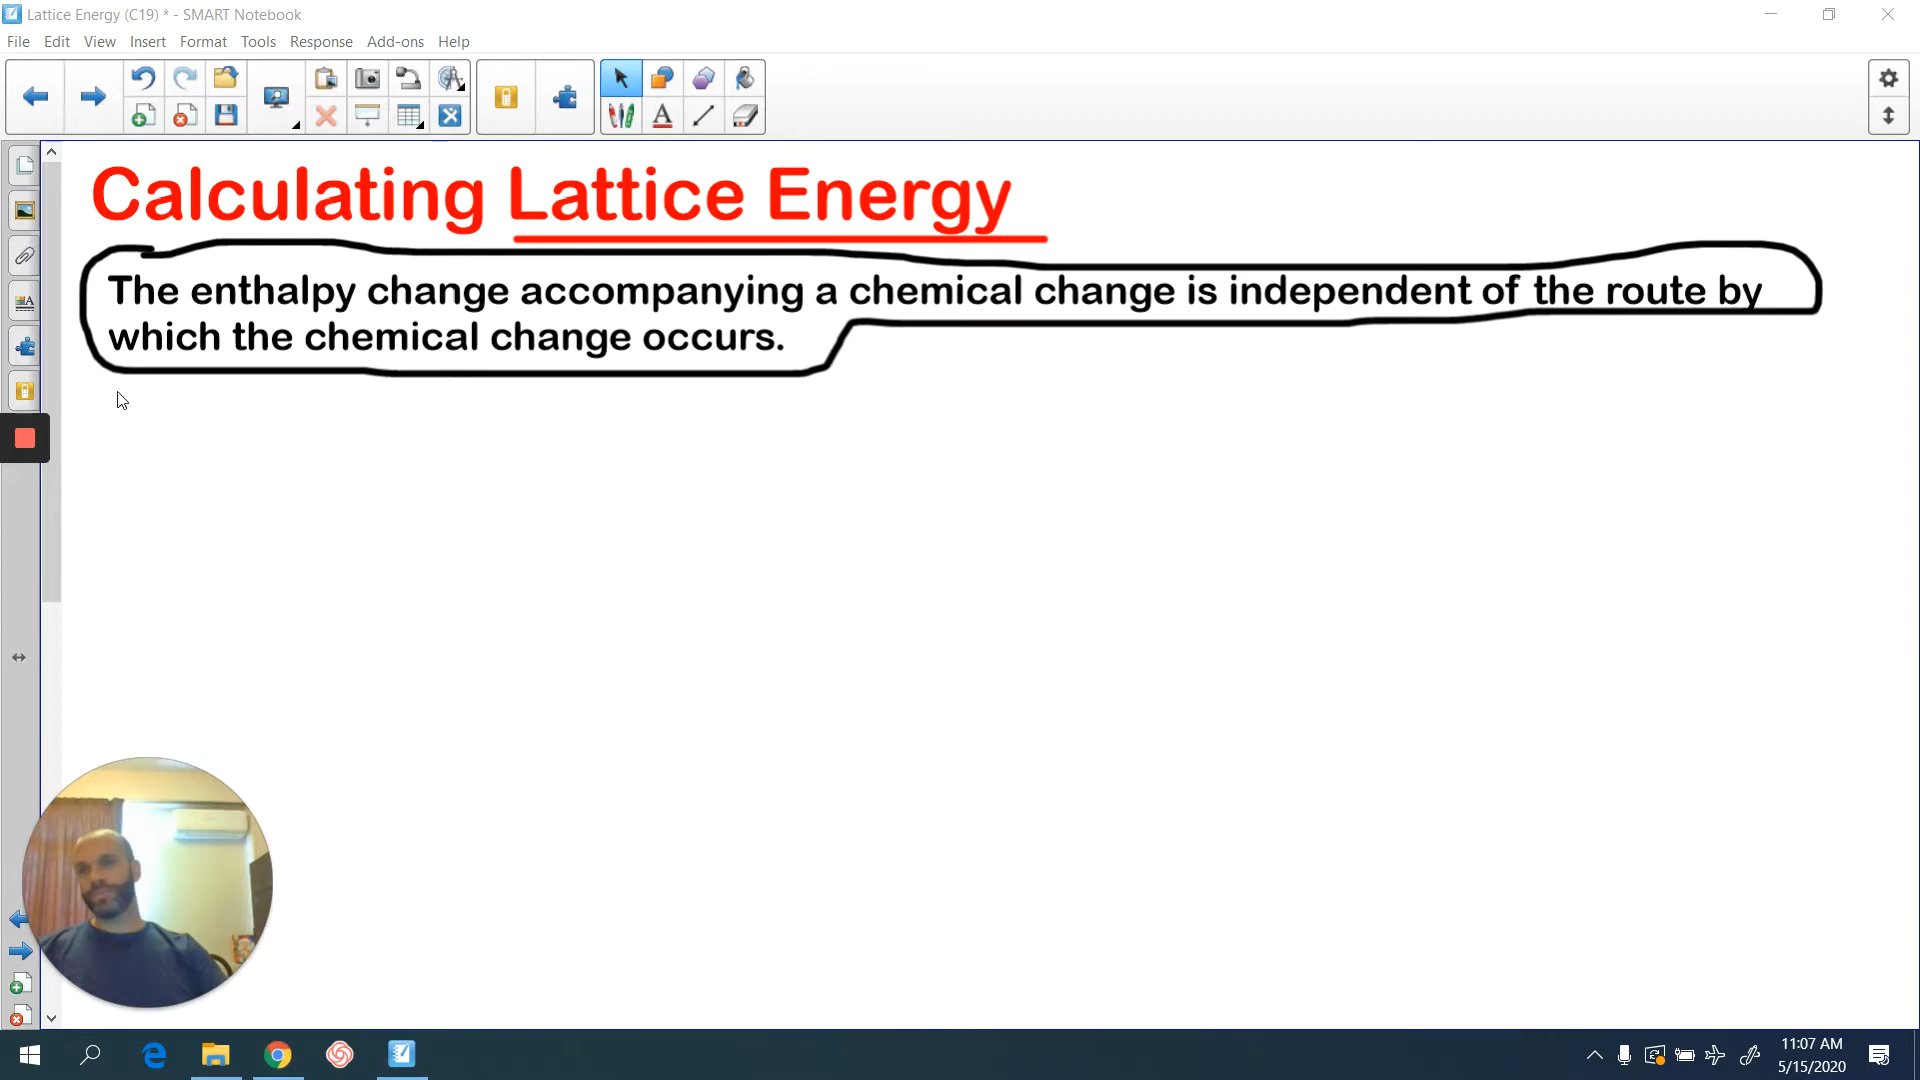 Lattice Energy (C19) * - SMART Notebook
File Edit View Insert Format Tools Response Add-ons Help
Calculating Lattice Energy
The enthalpy change accompanying a chemical change is independent of the route by
which the chemical change occurs.
11:07 AM
5/15/2020